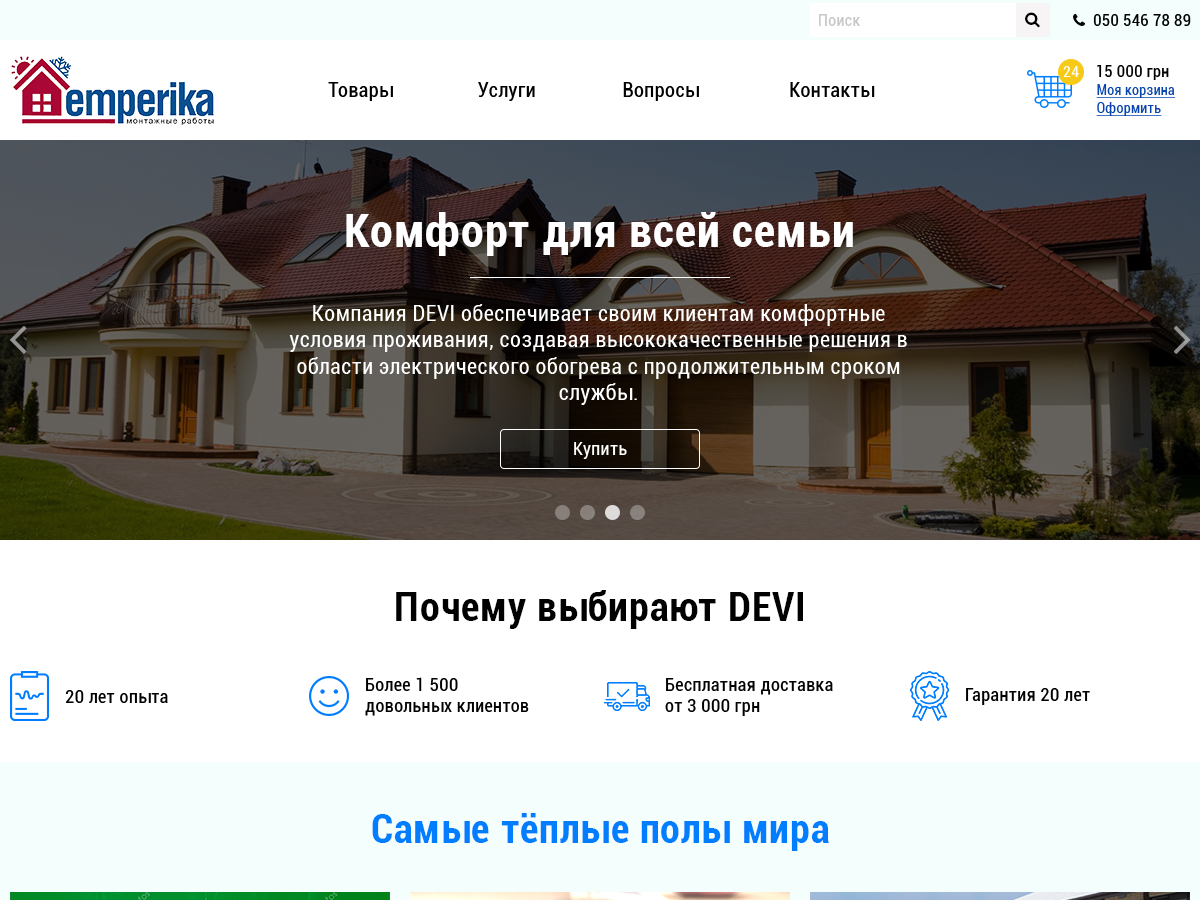 Поиск
050 546 78 89
emperika
монтажные работы
Товары
Услуги
Вопросы
Контакты
24
15 000 грн
Моя корзина
Оформить
Комфорт для всей семьи
Компания DEVI обеспечивает своим клиентам комфортные
условия проживания, создавая высококачественные решения в
области электрического обогрева с продолжительным сроком
службы.
Купить
Почему выбирают DEVI
20 лет опыта
Более 1 500
довольных клиентов
Бесплатная доставка
от 3 000 грн
Гарантия 20 лет
Самые тёплые полы мира